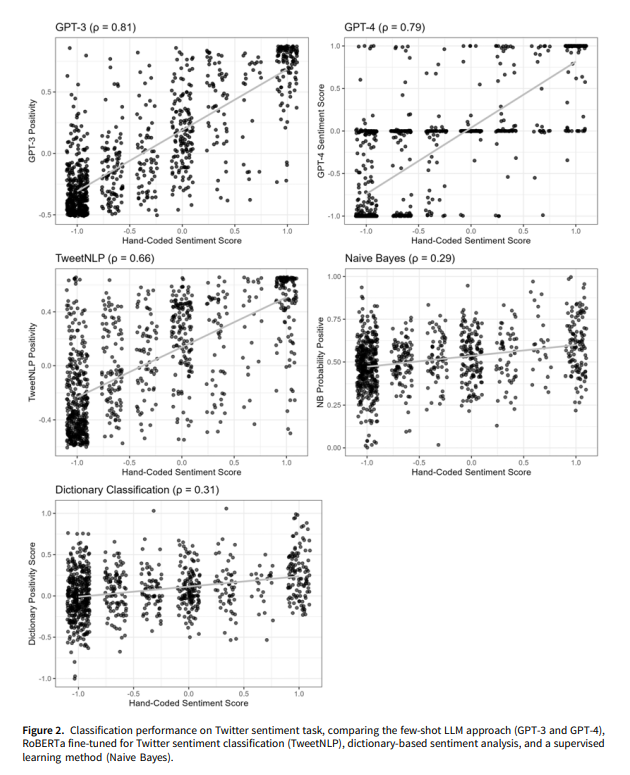 GPT-3 (ρ = 0.81)
GPT-3 Positivity
0.5
0.0
-0.5
-1.0 -0.5 0.0 0.5 1.0
Hand-Coded Sentiment Score
GPT-4 (ρ = 0.79)
GPT-4 Sentiment Score
1.0
0.5
0.0
-0.5
-1.0
-1.0 -0.5 0.0 0.5 1.0
Hand-Coded Sentiment Score
TweetNLP (ρ = 0.66)
TweetNLP Positivity
0.4
0.0
-0.4
-1.0 -0.5 0.0 0.5 1.0
Hand-Coded Sentiment Score
Naive Bayes (ρ = 0.29)
NB Probability Positive
1.00
0.75
0.50
0.25
0.00
-1.0 -0.5 0.0 0.5 1.0
Hand-Coded Sentiment Score
Dictionary Classification (ρ = 0.31)
Dictionary Positivity Score
1.0
0.5
0.0
-0.5
-1.0
-1.0 -0.5 0.0 0.5 1.0
Hand-Coded Sentiment Score
Figure 2. Classification performance on Twitter sentiment task, comparing the few-shot LLM approach (GPT-3 and GPT-4),
RoBERTa fine-tuned for Twitter sentiment classification (TweetNLP), dictionary-based sentiment analysis, and a supervised
learning method (Naive Bayes).